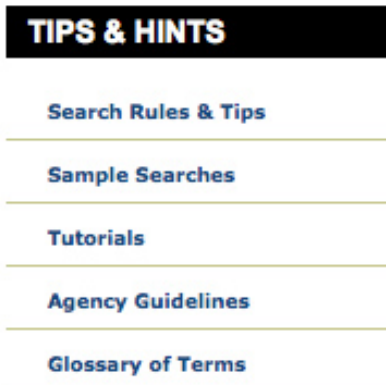 TIPS & HINTS
Search Rules & Tips
Sample Searches
Tutorials
Agency Guidelines
Glossary of Terms